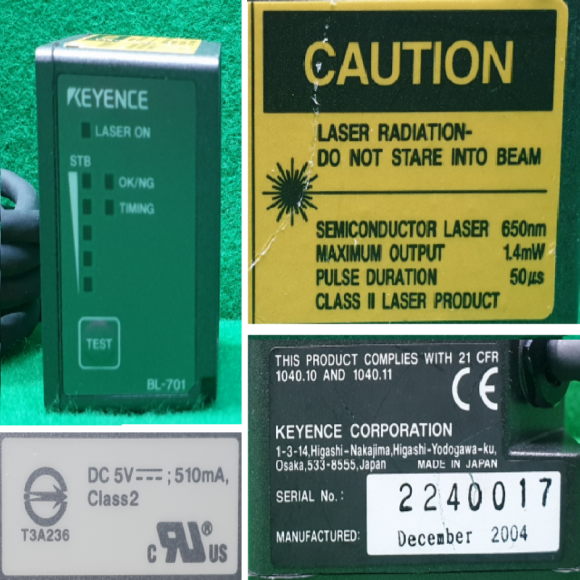 KEYENCE
LASER ON
STB
OK/NG
TIMING
TEST
BL-701
CAUTION
LASER RADIATION-
DO NOT STARE INTO BEAM
SEMICONDUCTOR LASER 650nm
MAXIMUM OUTPUT 1.4mW
PULSE DURATION 50μs
CLASS II LASER PRODUCT
DC 5V⎓; 510mA,
Class2
T3A236
C RU® US
THIS PRODUCT COMPLIES WITH 21 CFR
1040.10 AND 1040.11
CE
KEYENCE CORPORATION
1-3-14,Higashi-Nakajima,Higashi-Yodogawa-ku,
Osaka,533-8555,Japan MADE IN JAPAN
SERIAL No.: 2240017
MANUFACTURED: December 2004